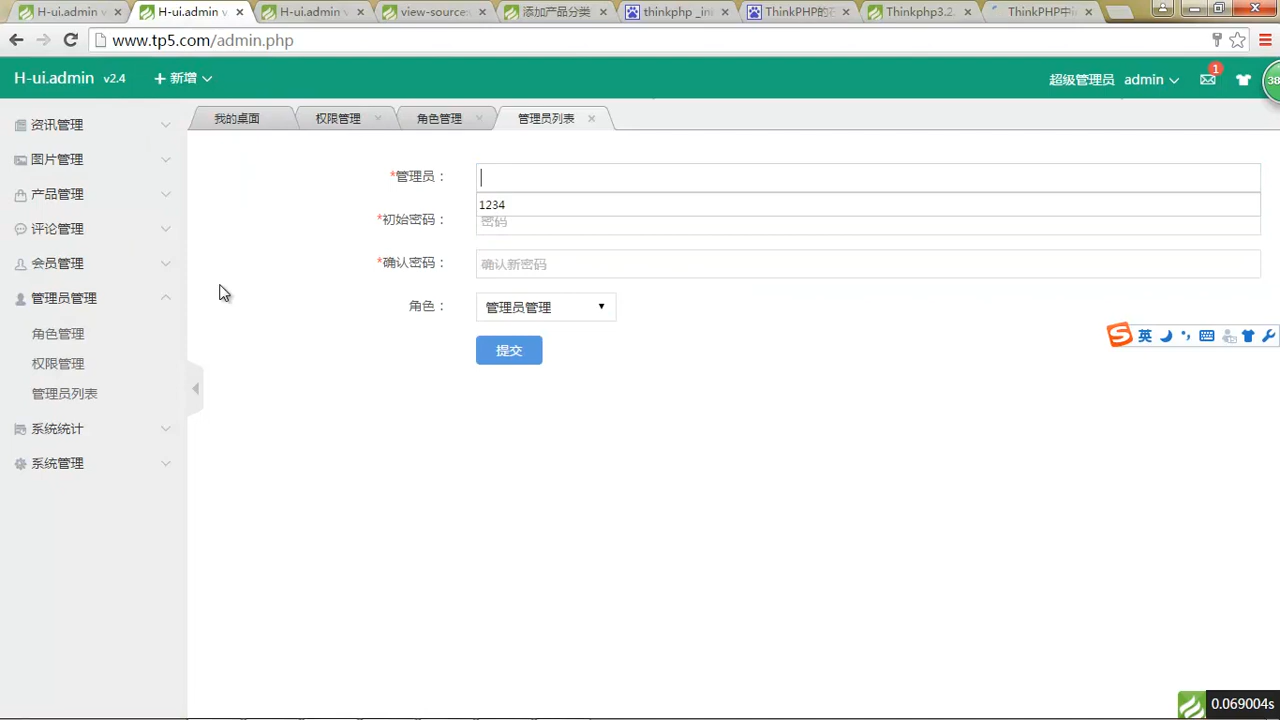 H-ui.admin v
H-ui.admin v
H-ui.admin v
view-source:
添加产品分类
thinkphp _in
ThinkPHP的
Thinkphp3.2
ThinkPHP中
www.tp5.com/admin.php
H-ui.admin v2.4
新增
超级管理员 admin
1
38
我的桌面
权限管理
角色管理
管理员列表
资讯管理
图片管理
产品管理
评论管理
会员管理
管理员管理
角色管理
权限管理
管理员列表
系统统计
系统管理
*管理员：
1234
*初始密码：
密码
*确认密码：
确认新密码
角色：
管理员管理
提交
英
0.069004s